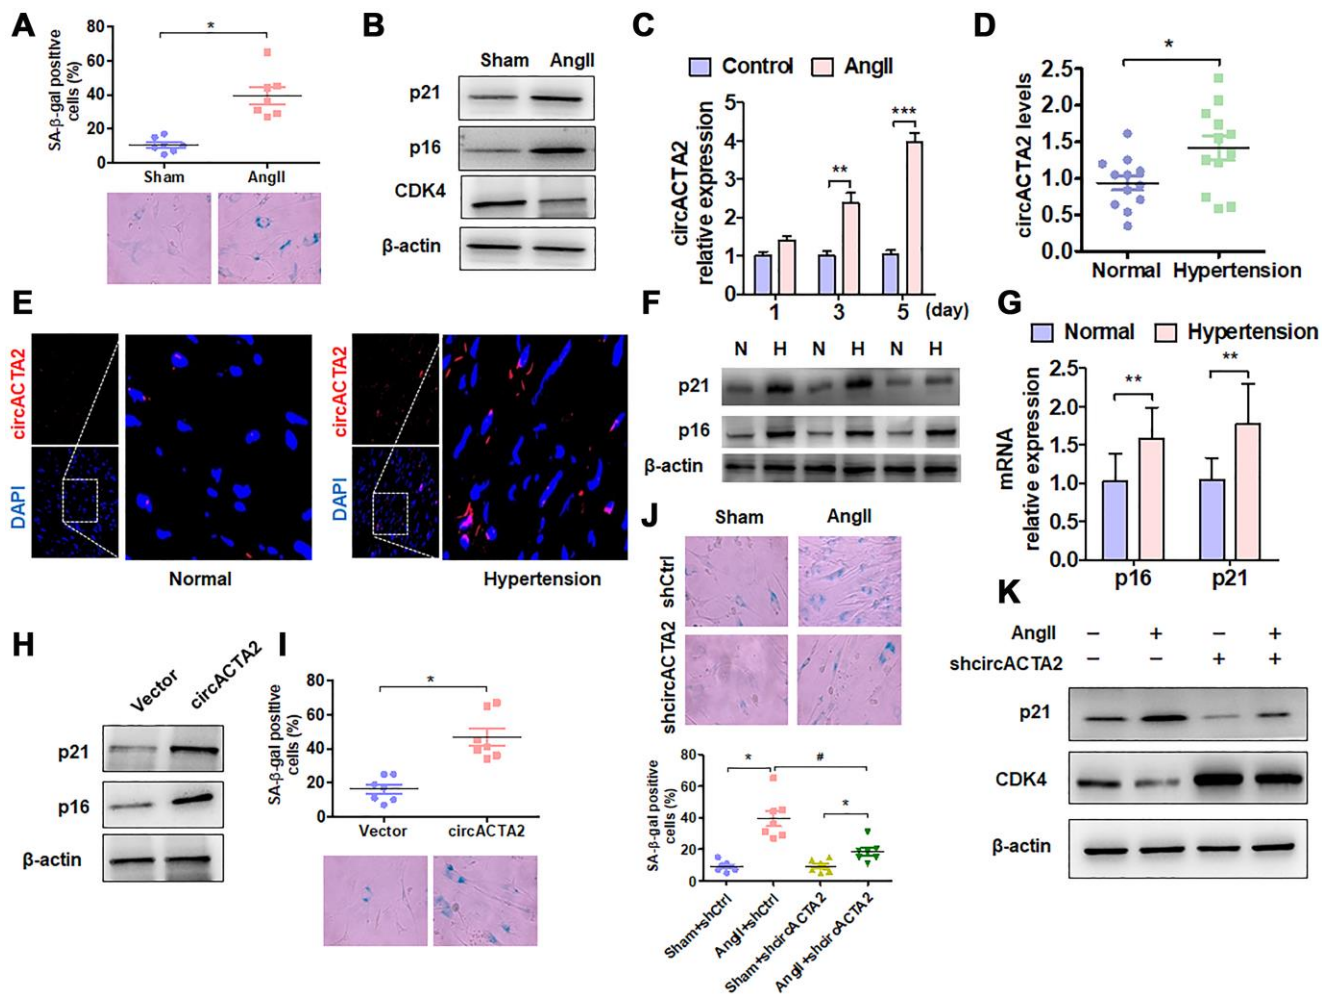 A
SA-β-gal positive
cells (%)
80
60
40
20
0
*
Sham
AngII
B
Sham AngII
p21
p16
CDK4
β-actin
C
Control AngII
circACTA2
relative expression
5
4
3
2
1
0
**
***
1 3 5 (day)
D
circACTA2 levels
2.5
2.0
1.5
1.0
0.5
0.0
*
Normal Hypertension
E
circACTA2
DAPI
Normal
circACTA2
DAPI
Hypertension
F
N H N H N H
p21
p16
β-actin
G
Normal Hypertension
mRNA
relative expression
2.5
2.0
1.5
1.0
0.5
0.0
**
**
p16 p21
H
Vector
circACTA2
p21
p16
β-actin
I
SA-β-gal positive
cells (%)
80
60
40
20
0
*
Vector
circACTA2
J
Sham AngII
shCtrl
shcircACTA2
SA-β-gal positive
cells (%)
80
60
40
20
0
* #
*
Sham+shCtrl
AngII+shCtrl
Sham+shcircACTA2
AngII+shcircACTA2
K
AngII − + − +
shcircACTA2 − − + +
p21
CDK4
β-actin